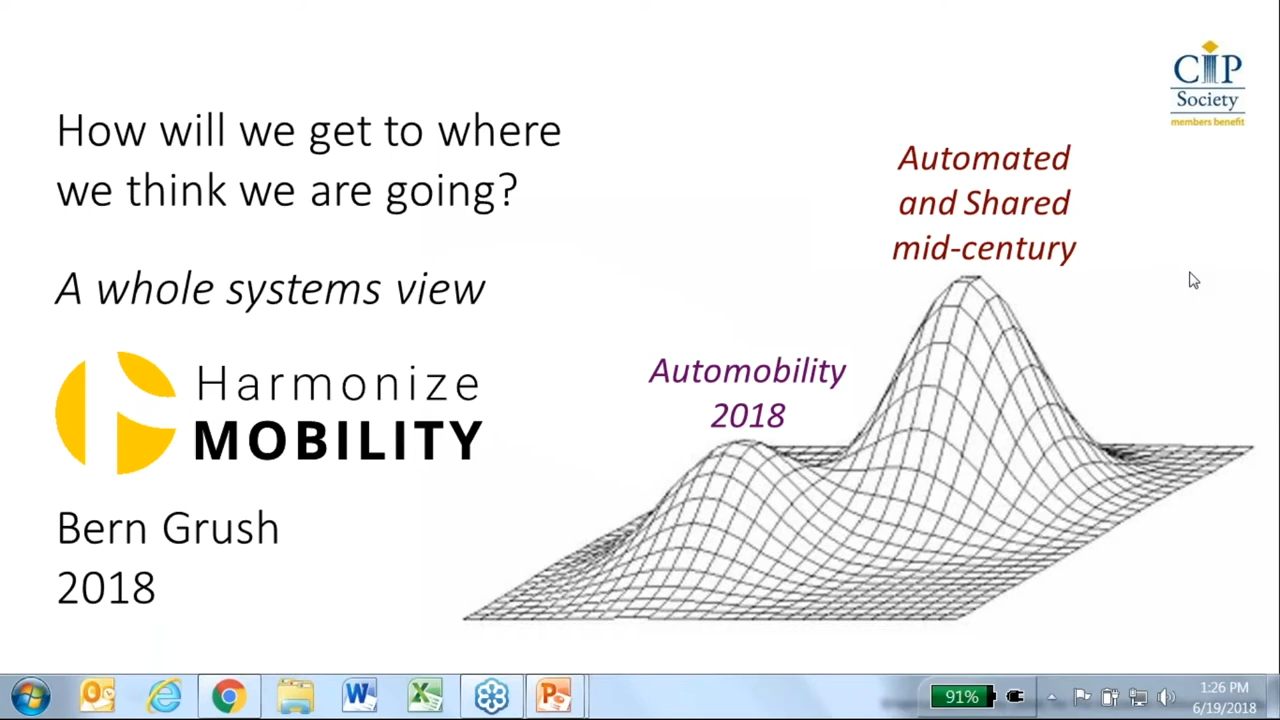 How will we get to where
we think we are going?
A whole systems view
Harmonize
MOBILITY
Bern Grush
2018
CIP
Society
members benefit
Automated
and Shared
mid-century
Automobility
2018
91%
1:26 PM
6/19/2018